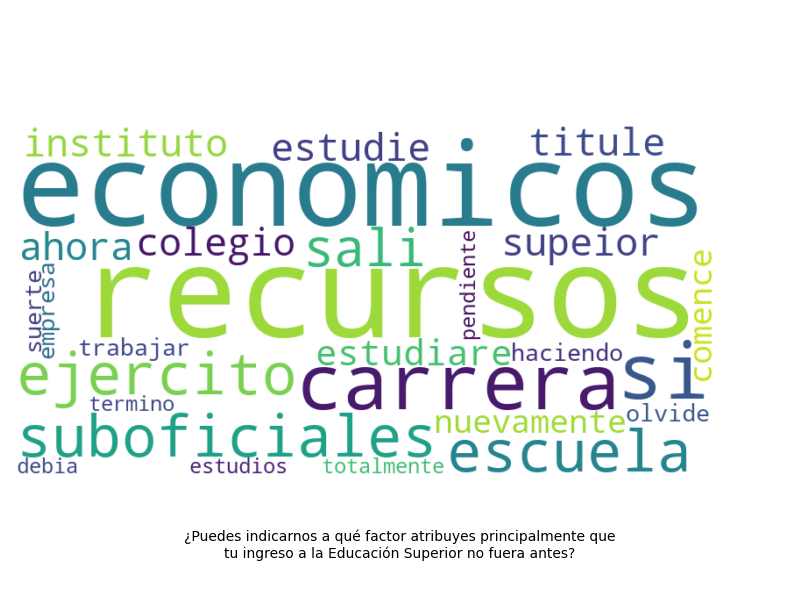 instituto estudie titule
economicos
ahora colegio sali supeior
recursos
suerte empresa pendiente comence
trabajar estudiare haciendo
ejercito carrera si
termino nuevamente olvide
suboficiales escuela
debia estudios totalmente
¿Puedes indicarnos a qué factor atribuyes principalmente que
tu ingreso a la Educación Superior no fuera antes?